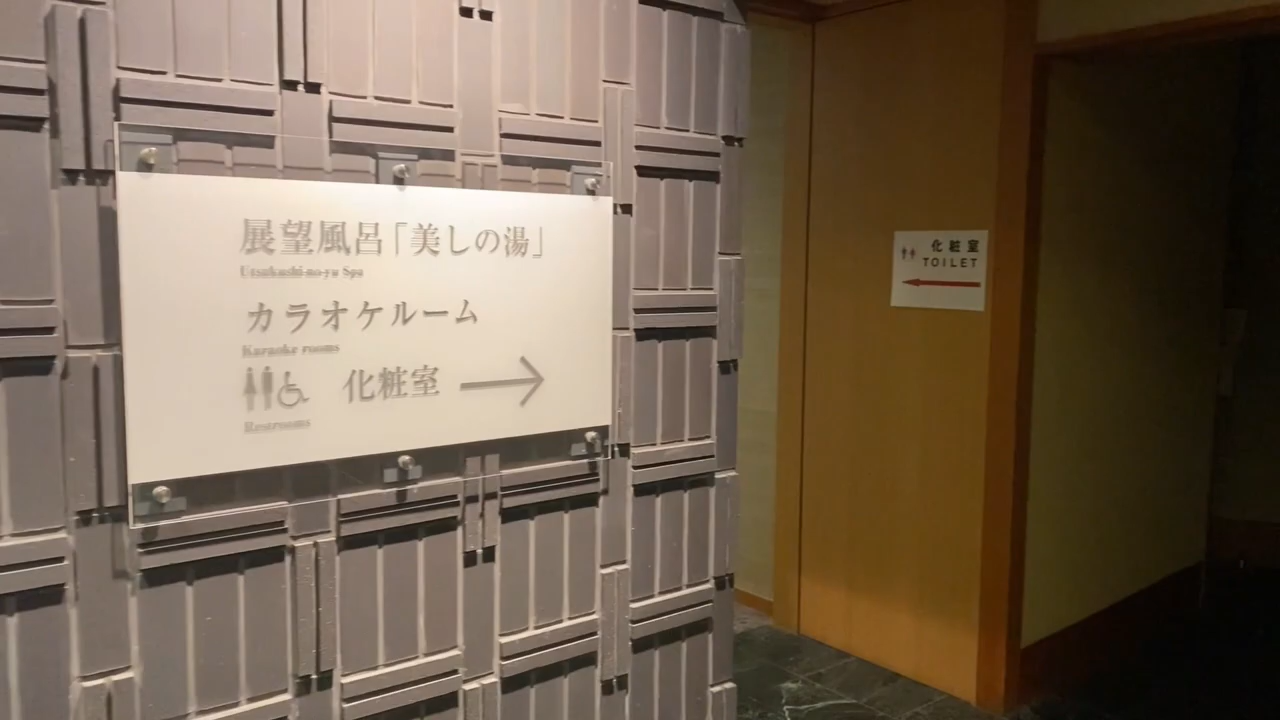 展望風呂「美しの湯」
Utsukushi-no-yu Spa
カラオケルーム
Karaoke rooms
化粧室
Restrooms
化粧室
TOILET